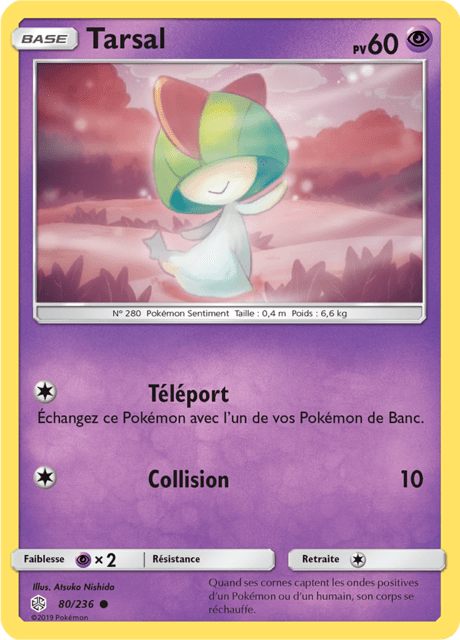 BASE Tarsal PV60
N° 280 Pokémon Sentiment Taille : 0,4 m Poids : 6,6 kg
Téléport
Échangez ce Pokémon avec l'un de vos Pokémon de Banc.
Collision 10
Faiblesse × 2 Résistance Retraite
Illus. Atsuko Nishida
80/236
©2019 Pokémon
Quand ses cornes captent les ondes positives
d'un Pokémon ou d'un humain, son corps se
réchauffe.